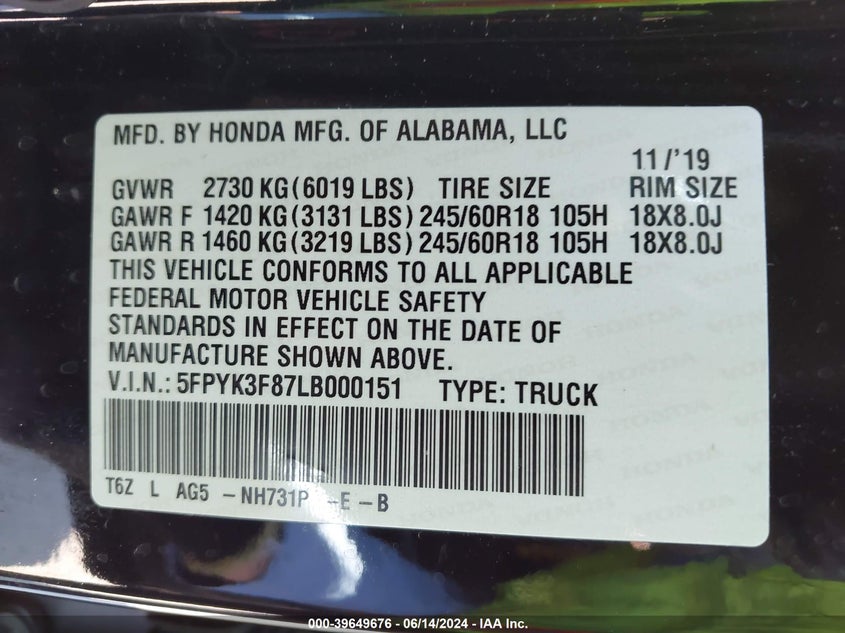 MFD. BY HONDA MFG. OF ALABAMA, LLC
11/'19
GVWR 2730 KG (6019 LBS) TIRE SIZE RIM SIZE
GAWR F 1420 KG (3131 LBS) 245/60R18 105H 18X8.0J
GAWR R 1460 KG (3219 LBS) 245/60R18 105H 18X8.0J
THIS VEHICLE CONFORMS TO ALL APPLICABLE
FEDERAL MOTOR VEHICLE SAFETY
STANDARDS IN EFFECT ON THE DATE OF
MANUFACTURE SHOWN ABOVE.
V.I.N.: 5FPYK3F87LB000151 TYPE: TRUCK
T6Z L AG5 -NH731P -E -B
000-39649676 - 06/14/2024 - IAA Inc.